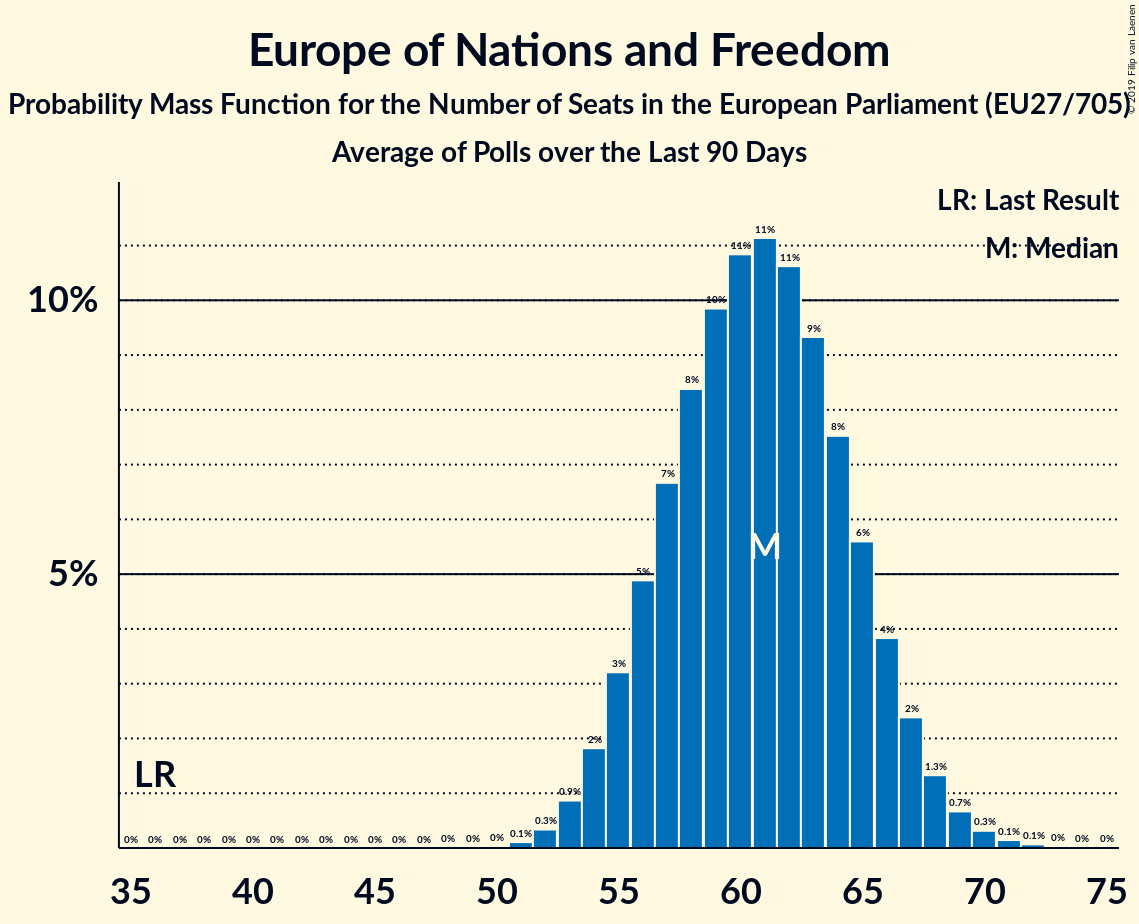 Europe of Nations and Freedom
Probability Mass Function for the Number of Seats in the European Parliament (EU27/705)
Average of Polls over the Last 90 Days
© 2019 Filip van Laenen
LR: Last Result
M: Median
10%
5%
0% 0% 0% 0% 0% 0% 0% 0% 0% 0% 0% 0% 0% 0% 0% 0% 0.1% 0.3% 0.9% 2% 3% 5% 7% 8% 10% 11% 11% 11% 9% 8% 6% 4% 2% 1.3% 0.7% 0.3% 0.1% 0.1% 0% 0% 0%
M
LR
35 40 45 50 55 60 65 70 75